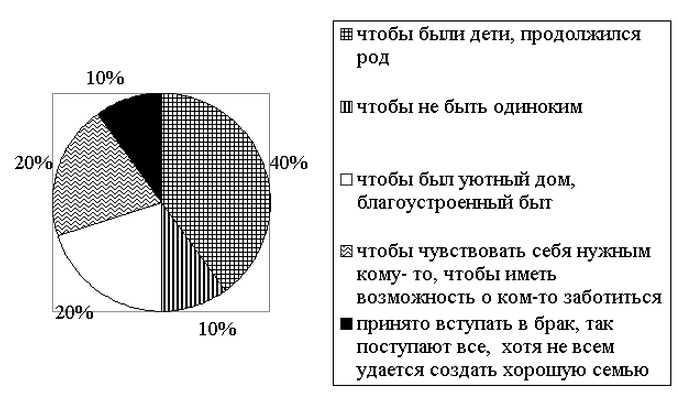 10%
20%
40%
20%
10%
чтобы были дети, продолжился
род
чтобы не быть одиноким
чтобы был уютный дом,
благоустроенный быт
чтобы чувствовать себя нужным
кому- то, чтобы иметь
возможность о ком-то заботиться
принято вступать в брак, так
поступают все, хотя не всем
удается создать хорошую семью